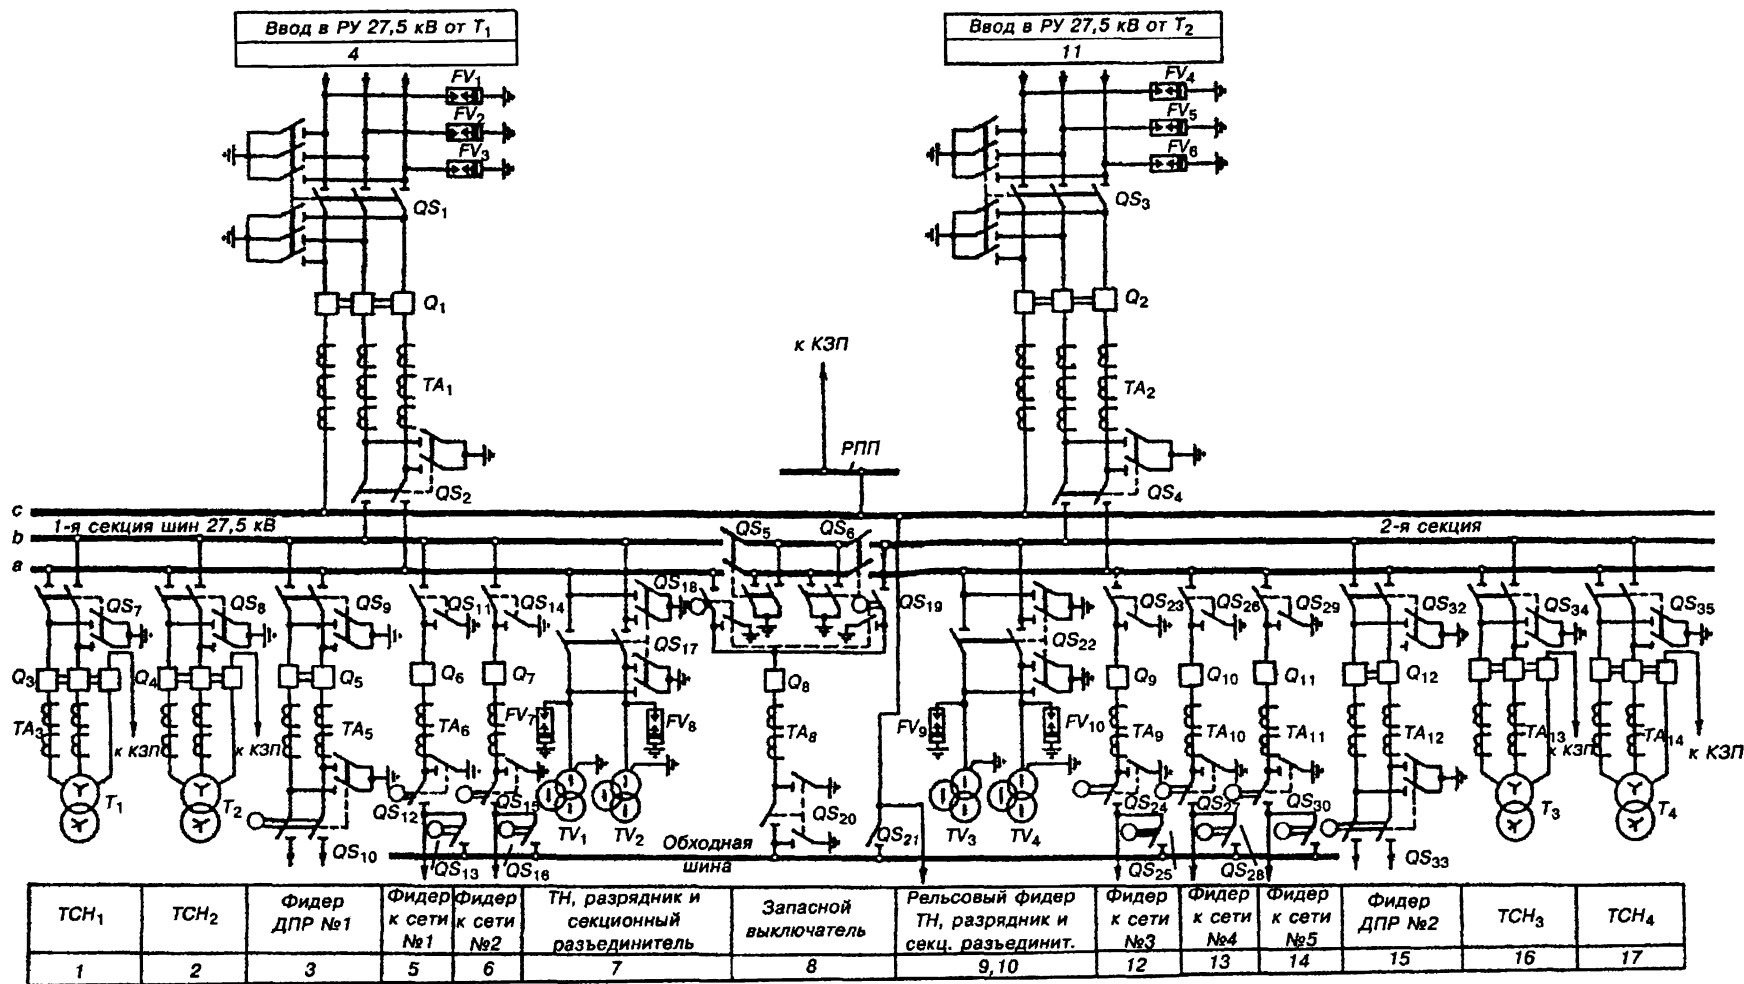 Ввод в РУ 27,5 кВ от T₁
4
Ввод в РУ 27,5 кВ от T₂
11
FV₁
FV₂
FV₃
FV₄
FV₅
FV₆
QS₁
QS₃
Q₁
Q₂
к КЗП
TA₁
TA₂
РПП
QS₂
QS₄
c
1-я секция шин 27,5 кВ
QS₅
QS₆
2-я секция
b
a
QS₇
QS₈
QS₉
QS₁₁
QS₁₄
QS₁₈
QS₁₉
QS₂₃
QS₂₆
QS₂₉
QS₃₂
QS₃₄
QS₃₅
QS₁₇
QS₂₂
Q₃
Q₄
Q₅
Q₆
Q₇
Q₈
Q₉
Q₁₀
Q₁₁
Q₁₂
FV₇
FV₈
FV₉
FV₁₀
TA₃
к КЗП
к КЗП
TA₅
TA₆
TA₈
TA₉
TA₁₀
TA₁₁
TA₁₂
TA₁₃
к КЗП
TA₁₄
к КЗП
T₁
T₂
QS₁₂
QS₁₅
QS₂₀
QS₂₄
QS₂₇
QS₃₀
T₃
T₄
TV₁
TV₂
QS₂₁
TV₃
TV₄
QS₁₀
QS₁₃
QS₁₆
Обходная
шина
QS₂₅
QS₂₈
QS₃₃
ТСН₁
ТСН₂
Фидер
ДПР №1
Фидер
к сети
№1
Фидер
к сети
№2
ТН, разрядник и
секционный
разъединитель
Запасной
выключатель
Рельсовый фидер
ТН, разрядник и
секц. разъединит.
Фидер
к сети
№3
Фидер
к сети
№4
Фидер
к сети
№5
Фидер
ДПР №2
ТСН₃
ТСН₄
1
2
3
5
6
7
8
9,10
12
13
14
15
16
17